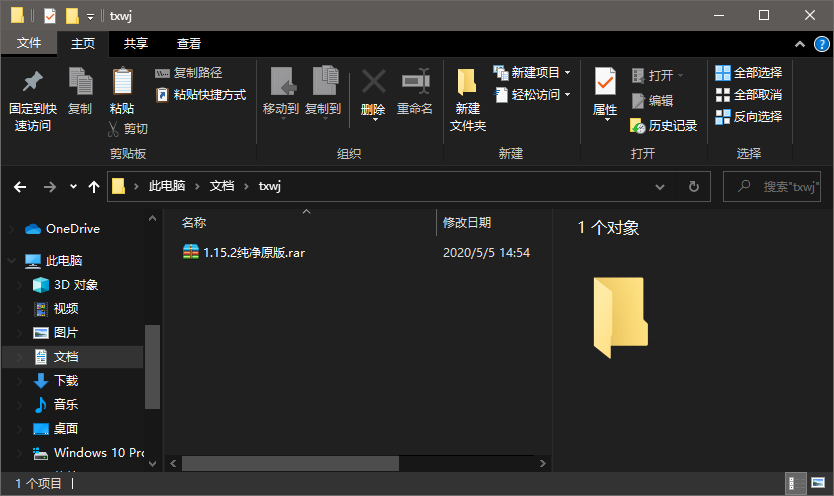 txwj
文件 主页 共享 查看
固定到快速访问
复制
粘贴
复制路径
粘贴快捷方式
剪切
剪贴板
移动到 复制到
删除
重命名
组织
新建
文件夹
新建项目
轻松访问
新建
属性
打开
编辑
历史记录
打开
全部选择
全部取消
反向选择
选择
此电脑 文档 txwj
搜索"txwj"
OneDrive
此电脑
3D 对象
视频
图片
文档
下载
音乐
桌面
Windows 10 Pro
名称 修改日期
1.15.2纯净原版.rar 2020/5/5 14:54
1 个对象
1 个项目